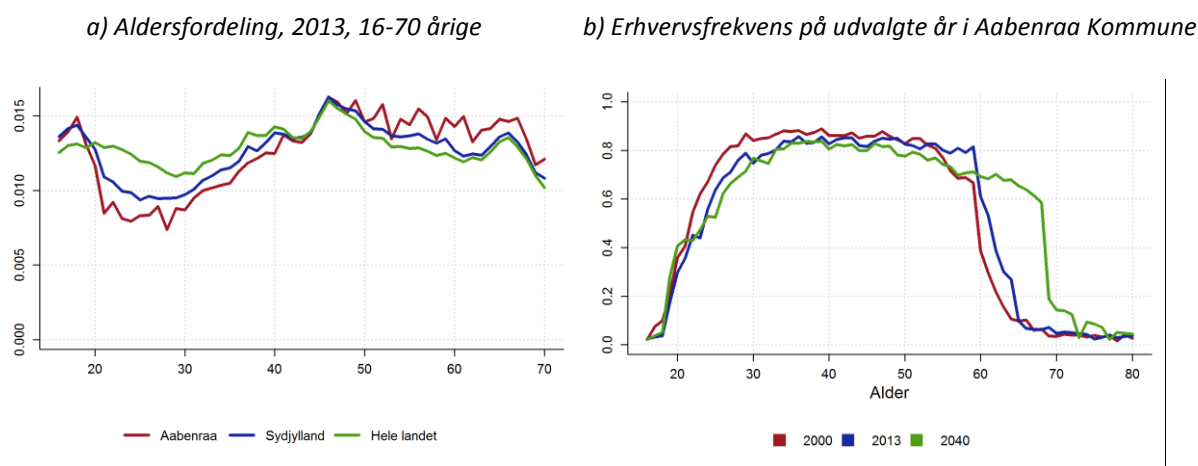 a) Aldersfordeling, 2013, 16-70 årige
0.015
0.010
0.005
0.000
20 30 40 50 60 70
Aabenraa Sydjylland Hele landet
b) Erhvervsfrekvens på udvalgte år i Aabenraa Kommune
1.0
0.8
0.6
0.4
0.2
0.0
20 30 40 50 60 70 80
Alder
2000 2013 2040